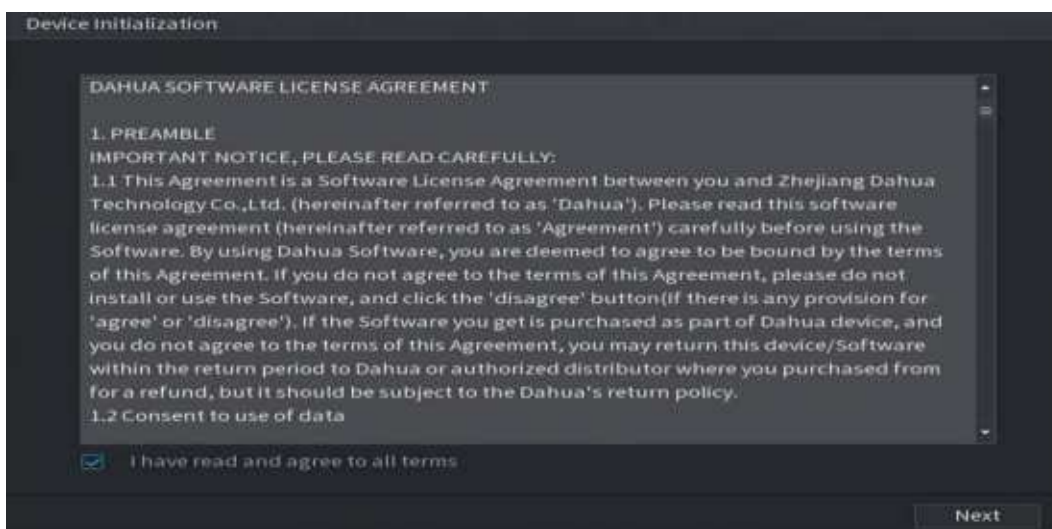 Device Initialization
DAHUA SOFTWARE LICENSE AGREEMENT
1. PREAMBLE
IMPORTANT NOTICE, PLEASE READ CAREFULLY:
1.1 This Agreement is a Software License Agreement between you and Zhejiang Dahua
Technology Co.,Ltd. (hereinafter referred to as 'Dahua'). Please read this software
license agreement (hereinafter referred to as 'Agreement') carefully before using the
Software. By using Dahua Software, you are deemed to agree to be bound by the terms
of this Agreement. If you do not agree to the terms of this Agreement, please do not
install or use the Software, and click the 'disagree' button(if there is any provision for
'agree' or 'disagree'). If the Software you get is purchased as part of Dahua device, and
you do not agree to the terms of this Agreement, you may return this device/Software
within the return period to Dahua or authorized distributor where you purchased from
for a refund, but it should be subject to the Dahua's return policy.
1.2 Consent to use of data
I have read and agree to all terms
Next